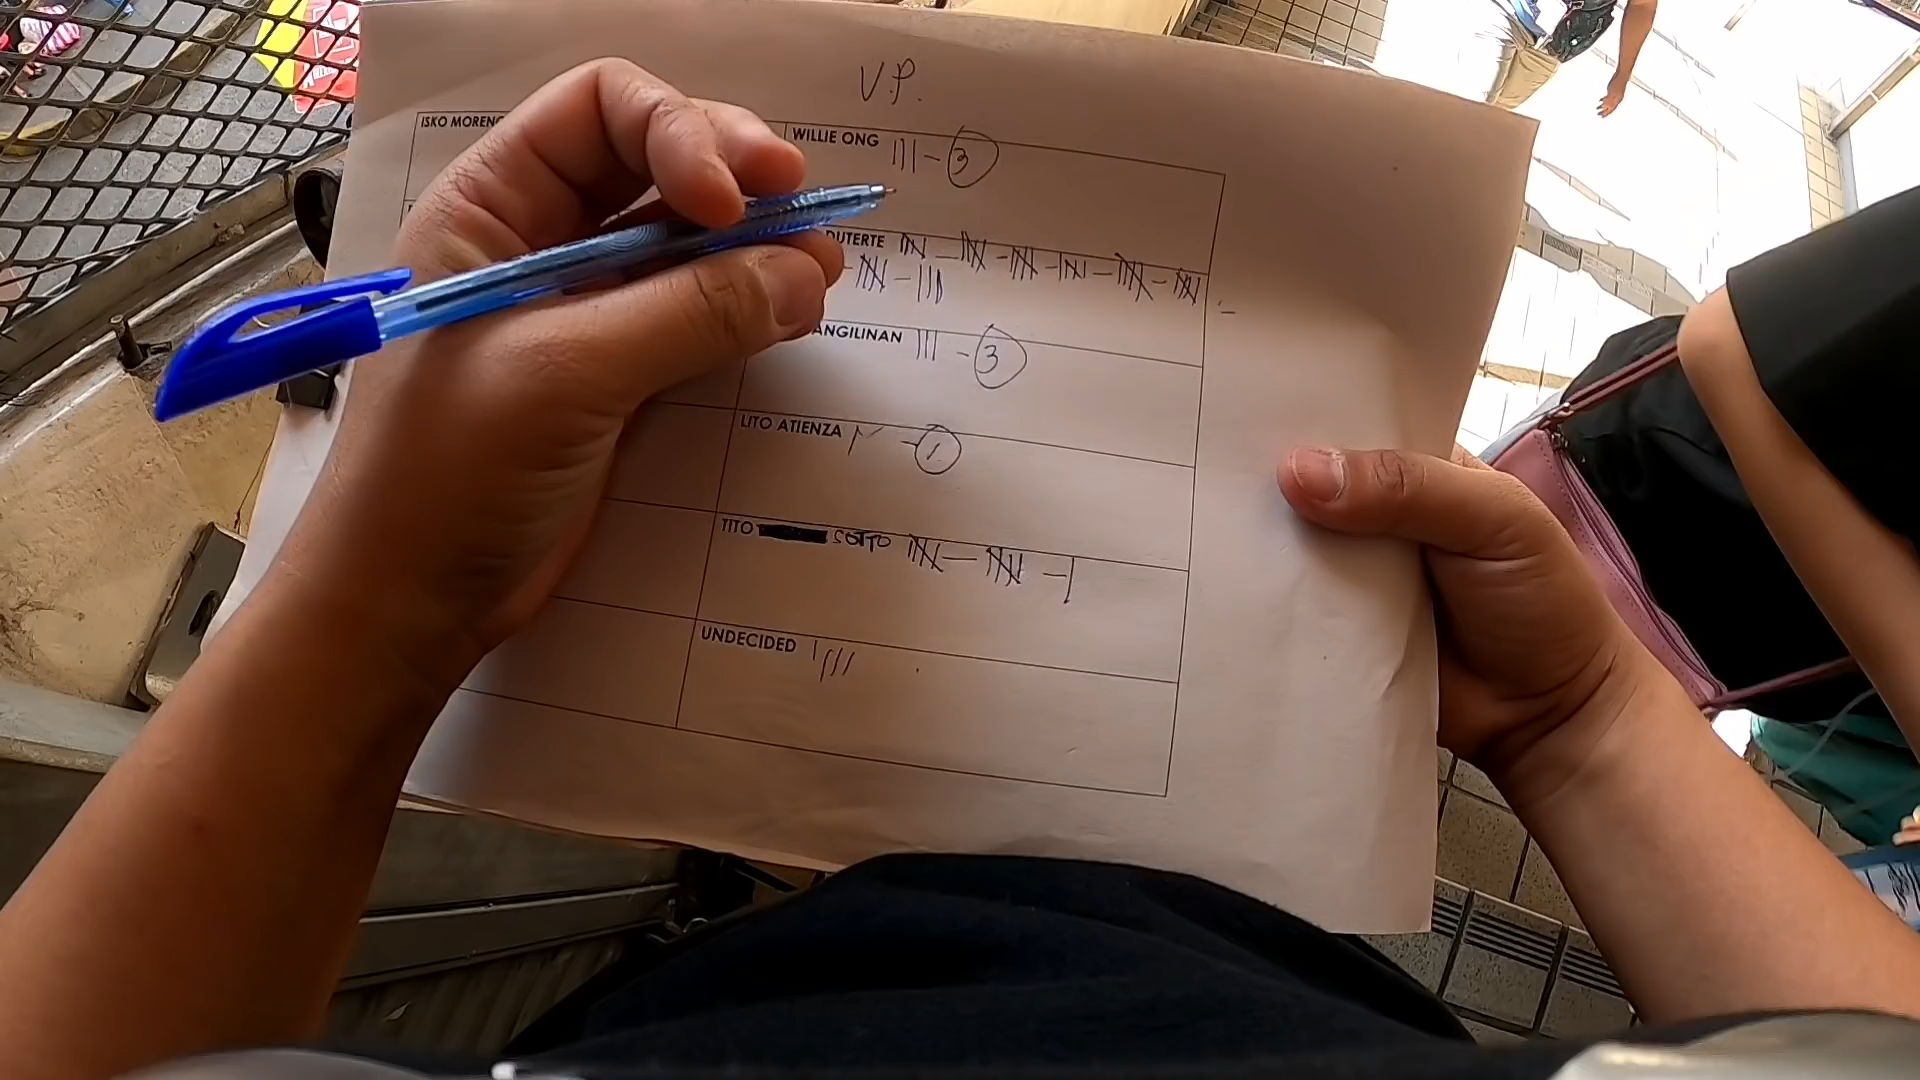 V.P.
ISKO MORENO
WILLIE ONG ||| - 3
DUTERTE
ANGILINAN ||| - 3
LITO ATIENZA | - 1
TITO SOTTO
UNDECIDED ||||